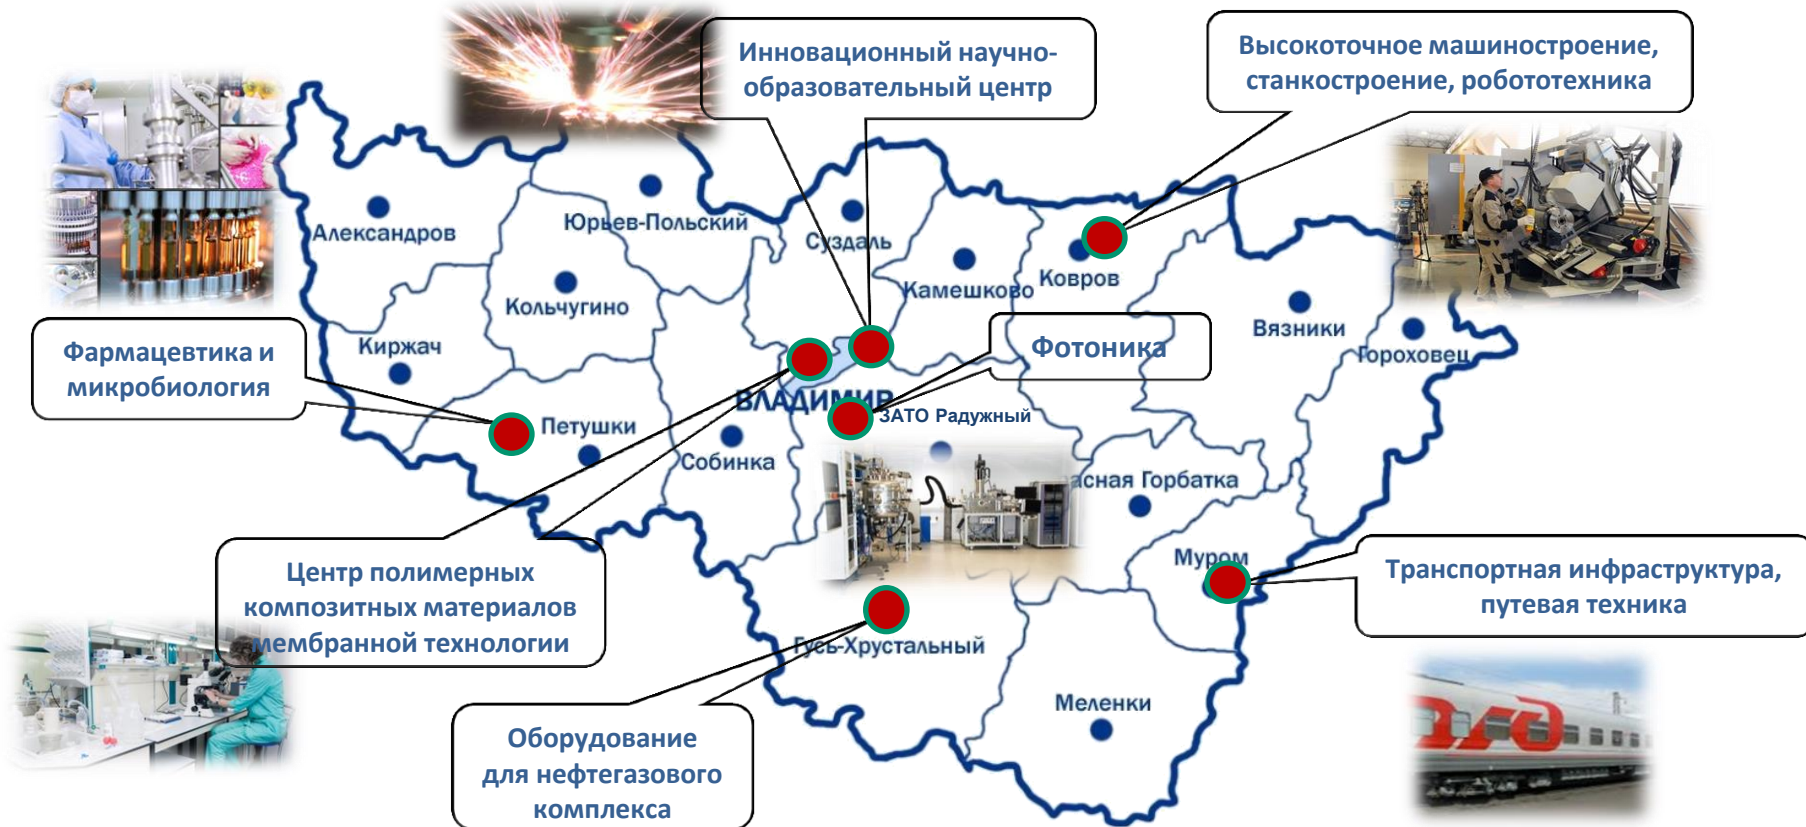 Инновационный научно-
образовательный центр
Высокоточное машиностроение,
станкостроение, робототехника
Александров
Юрьев-Польский
Суздаль
Камешково
Ковров
Кольчугино
Вязники
Гороховец
Киржач
Фармацевтика и
микробиология
Фотоника
ВЛАДИМИР
ЗАТО Радужный
Петушки
Собинка
асная Горбатка
Муром
Центр полимерных
композитных материалов
мембранной технологии
Транспортная инфраструктура,
путевая техника
Гусь-Хрустальный
Меленки
Оборудование
для нефтегазового
комплекса